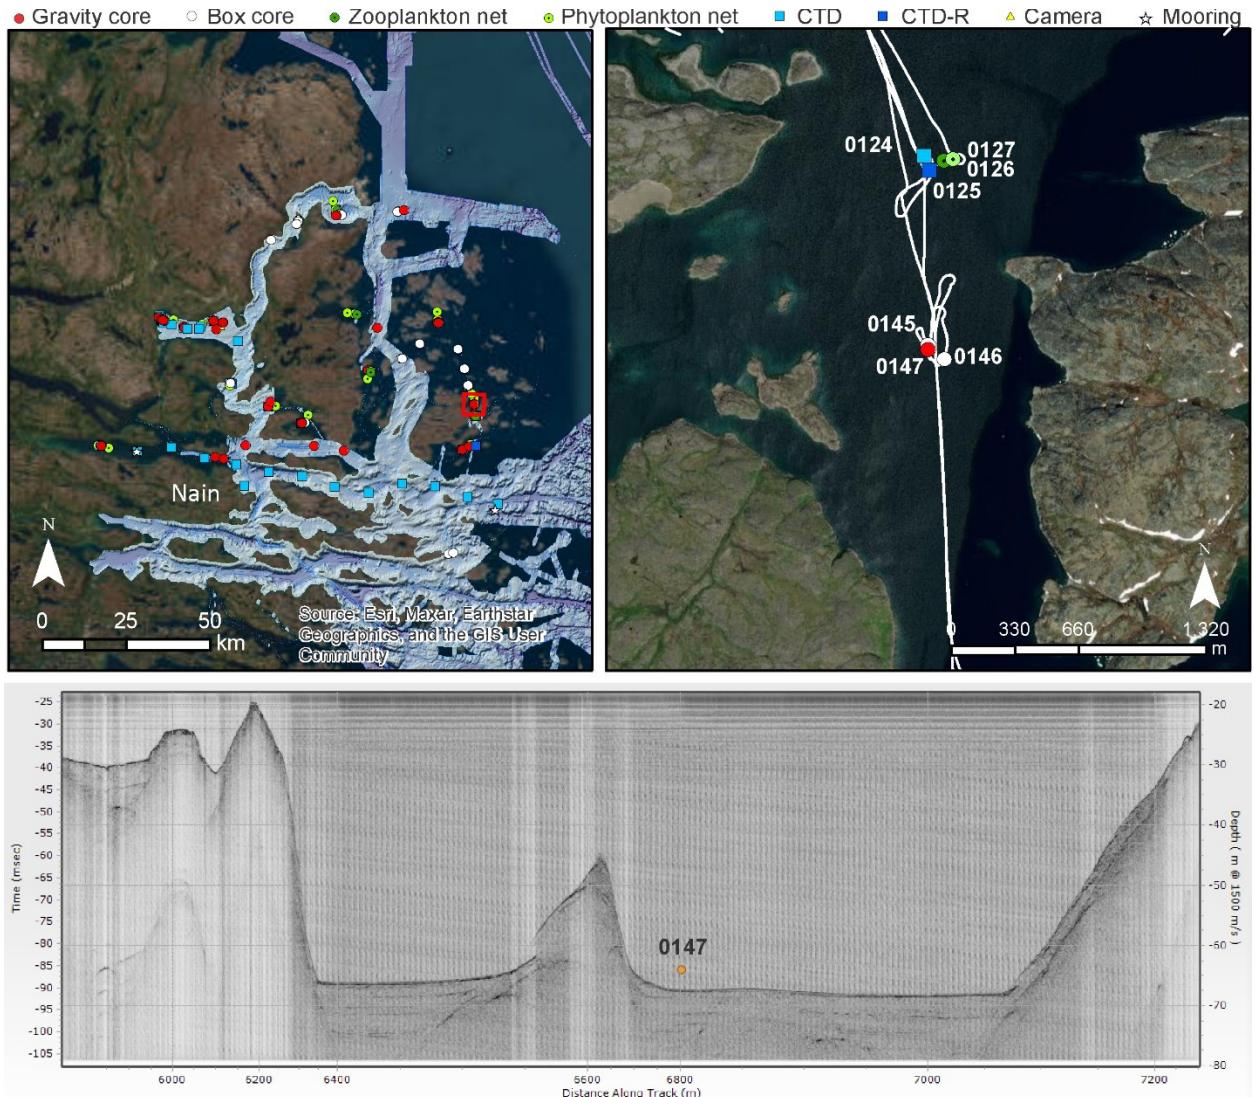 Gravity core Box core Zooplankton net Phytoplankton net CTD CTD-R Camera Mooring
Nain
N
0 25 50
km
Source: Esri, Maxar, Earthstar
Geographics, and the GIS User
Community
0124
0127
0126
0125
0145
0147
0146
N
0 330 660 1,320
m
-25
-30
-35
-40
-45
-50
-55
-60
-65
-70
-75
-80
-85
-90
-95
-100
-105
Time (msec)
0147
-20
-30
-40
-50
-60
-70
-80
Depth ( m @ 1500 m/s )
6000 6200 6400 6600 6800 7000 7200
Distance Along Track (m)